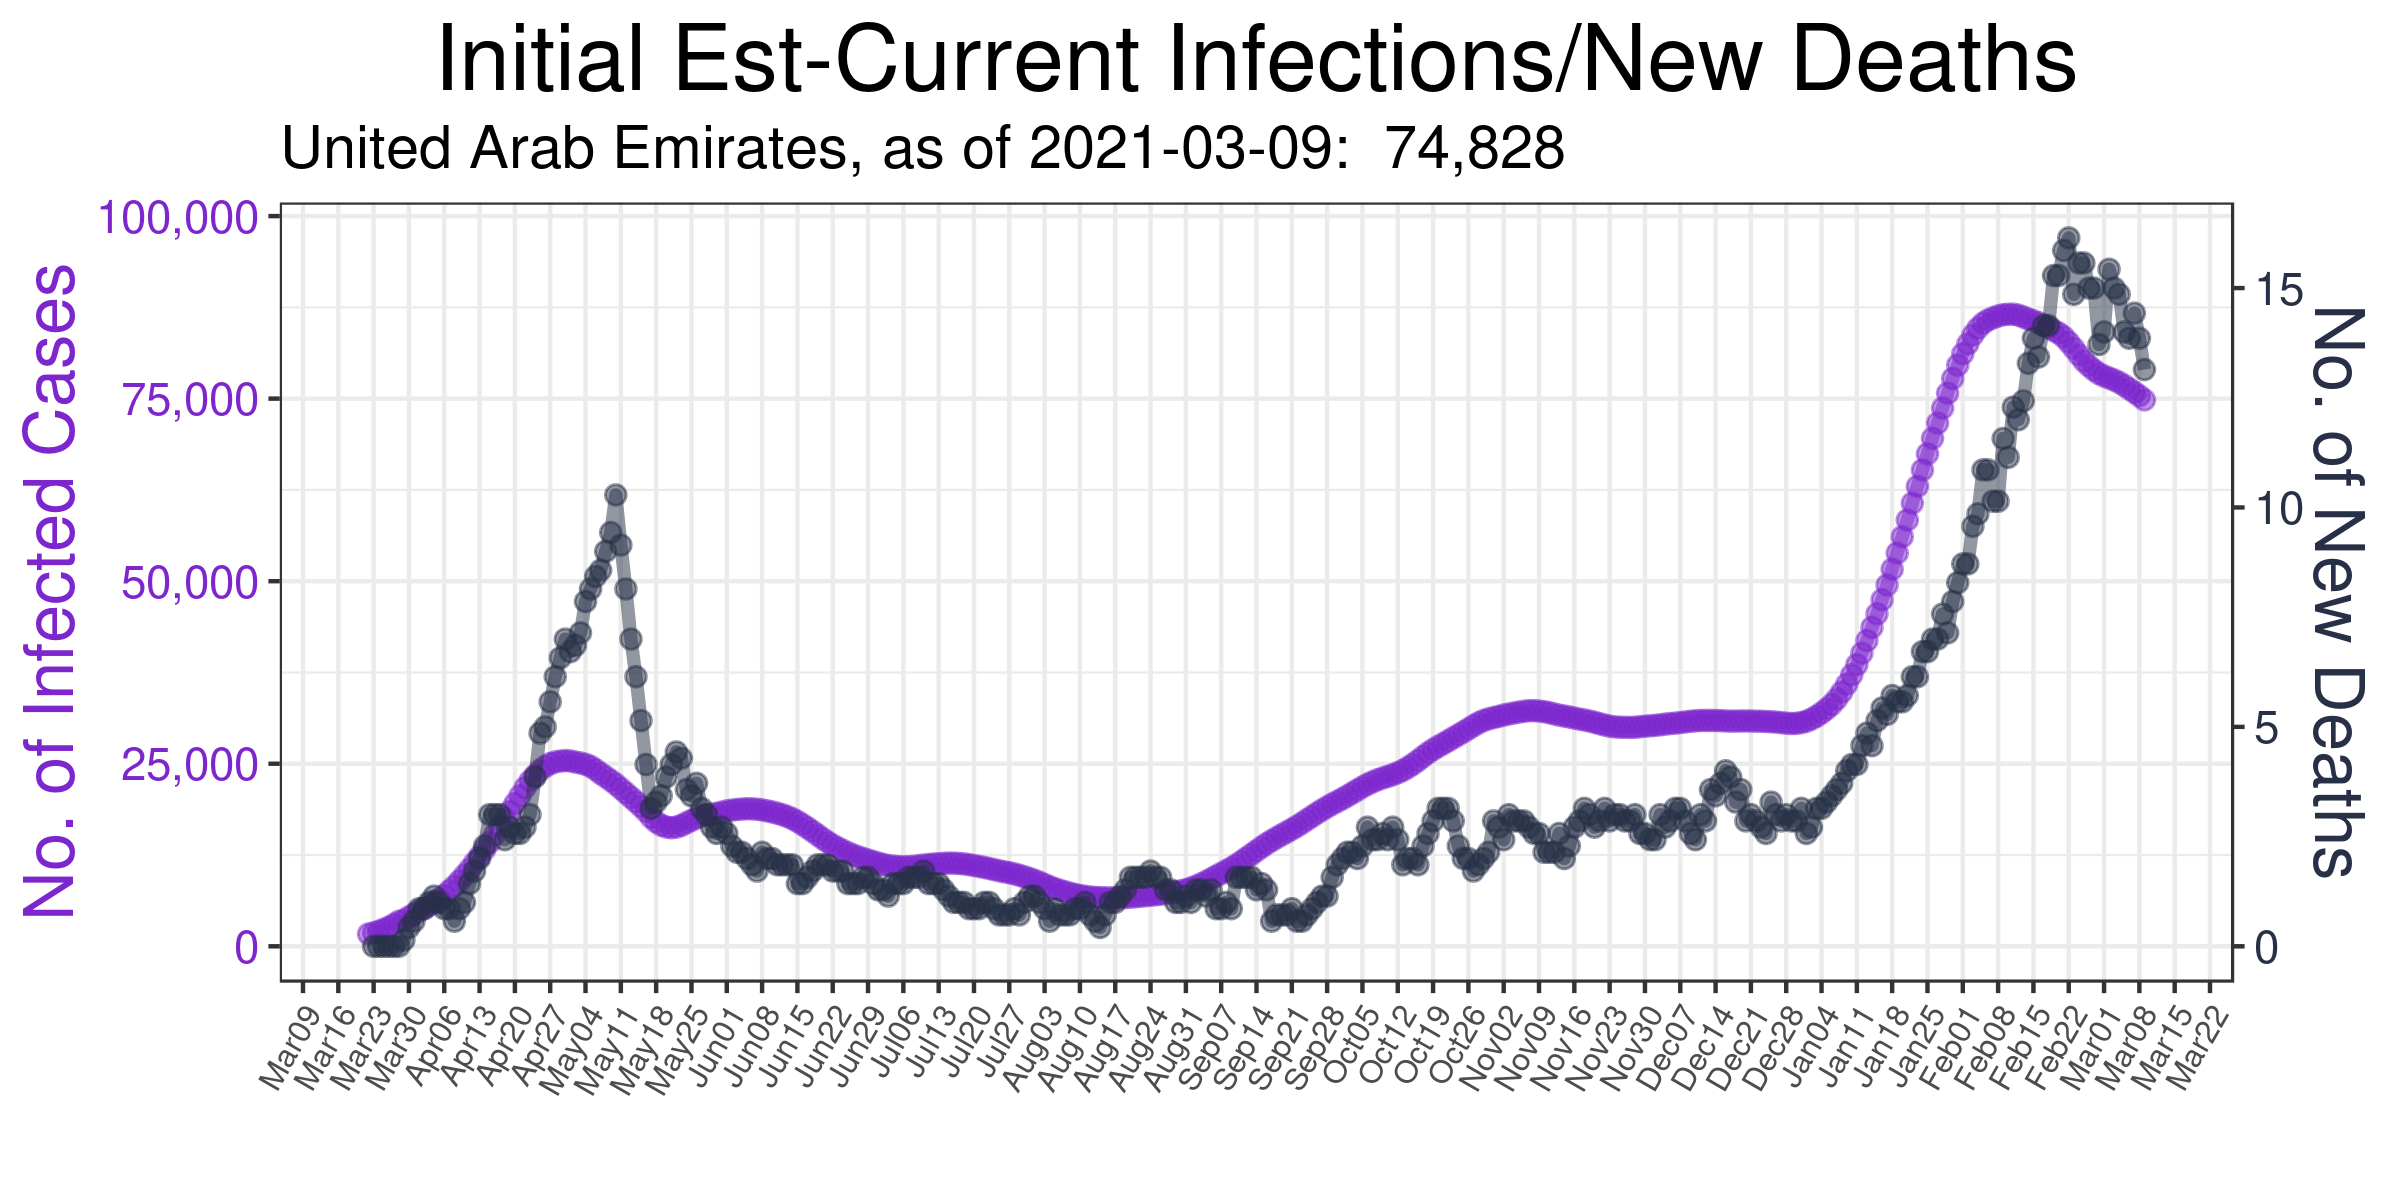 Initial Est-Current Infections/New Deaths
United Arab Emirates, as of 2021-03-09:  74,828
No. of Infected Cases
100,000
75,000
50,000
25,000
0
No. of New Deaths
15
10
5
0
Mar09
Mar16
Mar23
Mar30
Apr06
Apr13
Apr20
Apr27
May04
May11
May18
May25
Jun01
Jun08
Jun15
Jun22
Jun29
Jul06
Jul13
Jul20
Jul27
Aug03
Aug10
Aug17
Aug24
Aug31
Sep07
Sep14
Sep21
Sep28
Oct05
Oct12
Oct19
Oct26
Nov02
Nov09
Nov16
Nov23
Nov30
Dec07
Dec14
Dec21
Dec28
Jan04
Jan11
Jan18
Jan25
Feb01
Feb08
Feb15
Feb22
Mar01
Mar08
Mar15
Mar22